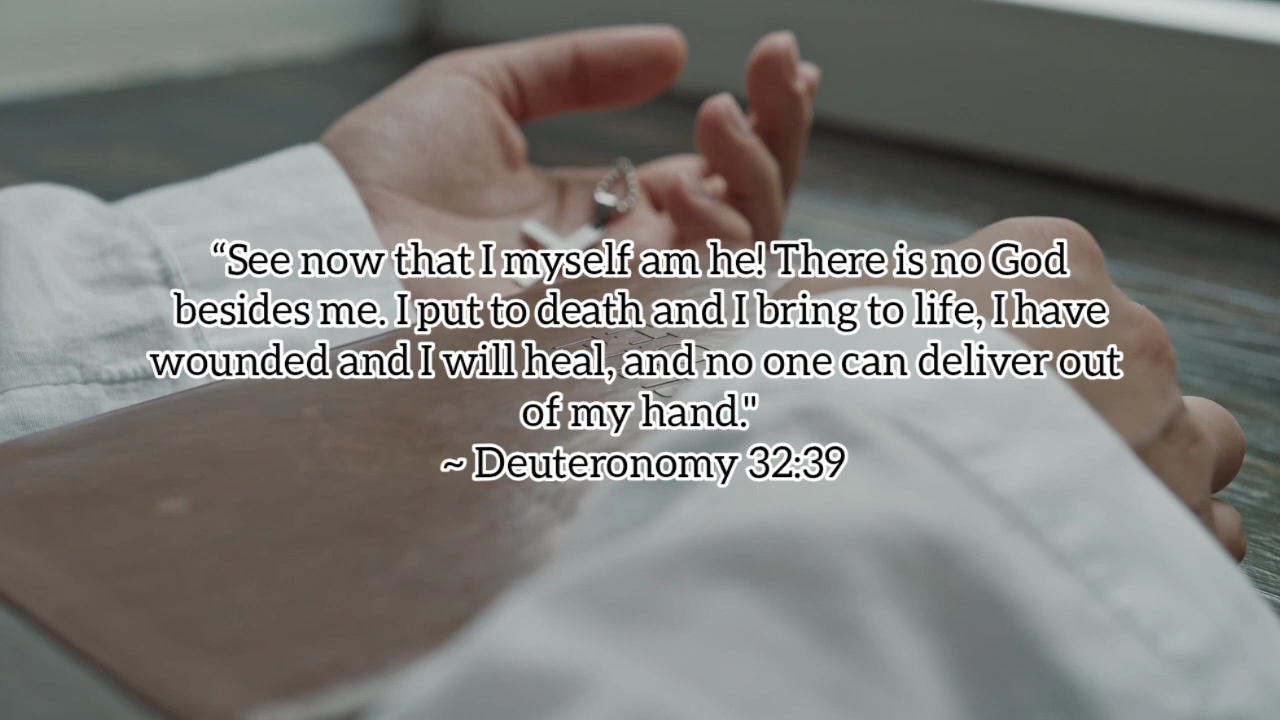 “See now that I myself am he! There is no God
besides me. I put to death and I bring to life, I have
wounded and I will heal, and no one can deliver out
of my hand."
~ Deuteronomy 32:39